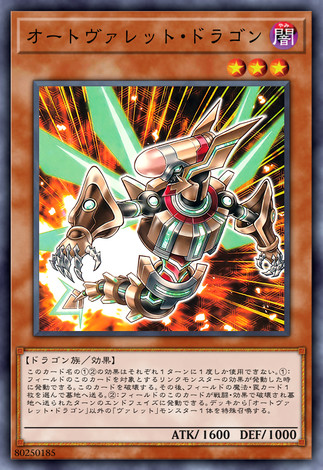 オートヴァレット・ドラゴン
闇
やみ
【ドラゴン族／効果】
このカード名の①②の効果はそれぞれ１ターンに１度しか使用できない。①：
フィールドのこのカードを対象とするリンクモンスターの効果が発動した時
に発動できる。このカードを破壊する。その後、フィールドの魔法・罠カード１
枚を選んで墓地へ送る。②：フィールドのこのカードが戦闘・効果で破壊され墓
地へ送られたターンのエンドフェイズに発動できる。デッキから「オートヴァ
レット・ドラゴン」以外の「ヴァレット」モンスター１体を特殊召喚する。
ATK/1600 DEF/1000
80250185